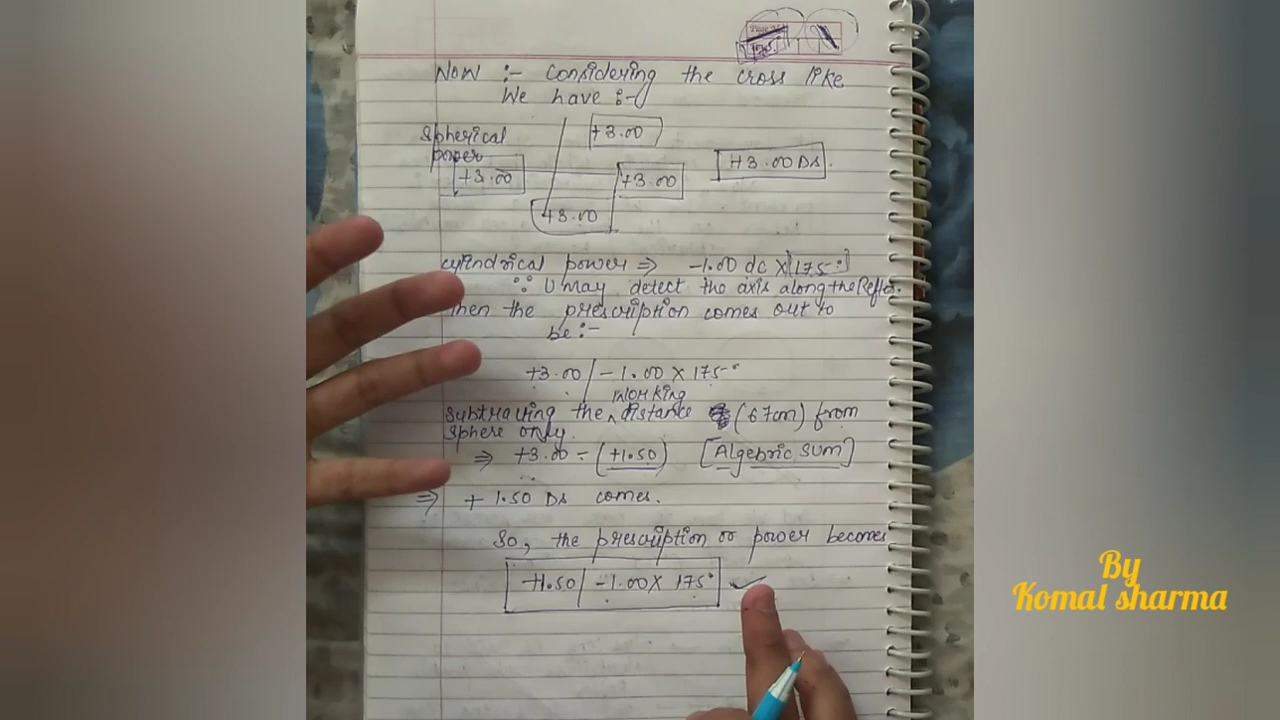 Now :- Considering the cross like
We have :-
Spherical
power
+3.00
+3.00
+3.00
+3.00
+3.00 DS.
Cylindrical power ⇒ -1.00 dc X 175°
∵ U may detect the axis along the Reflex.
Then the prescription comes out to
be :-
+3.00 / -1.00 X 175°
working
Subtracting the ^ distance (67cm) from
sphere only.
⇒ +3.00 - (+1.50) [Algebric SUM]
⇒ + 1.50 DS comes.
So, the prescription or power becomes
+1.50 / -1.00 X 175°
By
Komal sharma